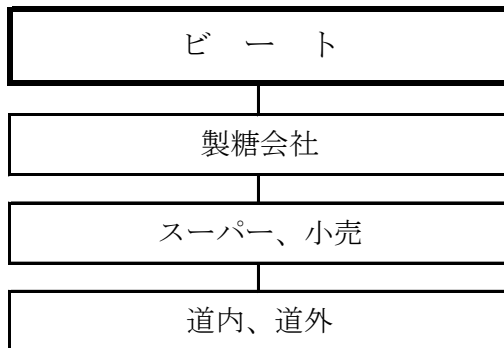 ビート
製糖会社
スーパー、小売
道内、道外